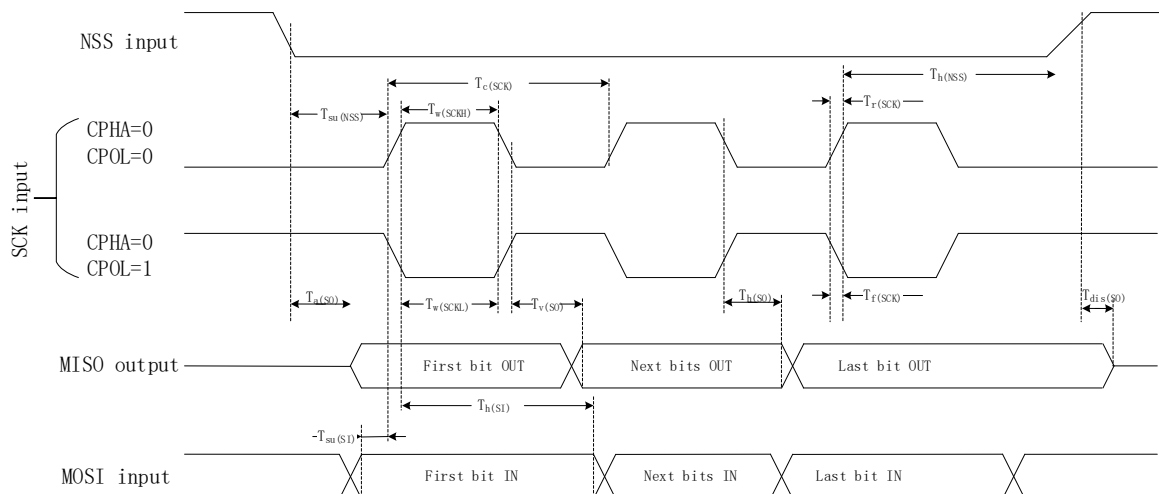 NSS input
Tc(SCK)
Th(NSS)
Tsu(NSS)
Tw(SCKH)
Tr(SCK)
CPHA=0
CPOL=0
SCK input
CPHA=0
CPOL=1
Ta(SO)
Tw(SCKL)
Tv(SO)
Th(SO)
Tf(SCK)
Tdis(SO)
MISO output
First bit OUT
Next bits OUT
Last bit OUT
Th(SI)
Tsu(SI)
MOSI input
First bit IN
Next bits IN
Last bit IN